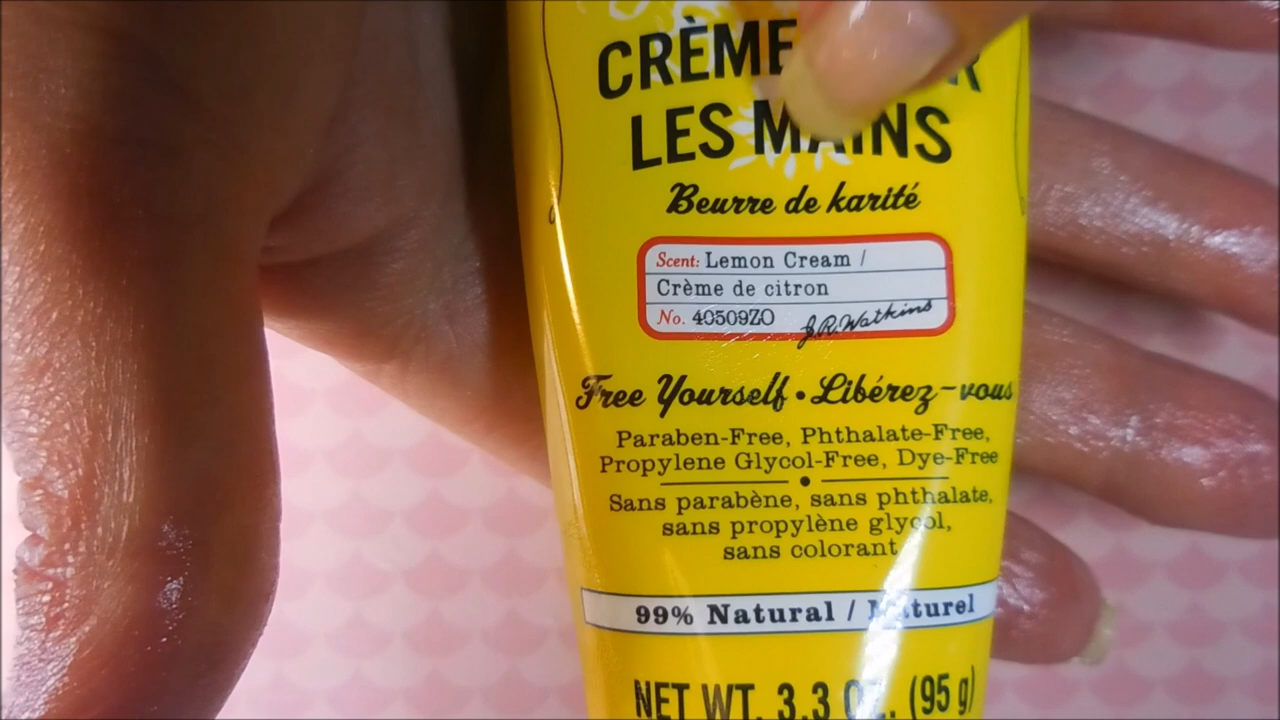 CRÈME
LES MAINS
Beurre de karité
Scent: Lemon Cream /
Crème de citron
No. 40509ZO J.R.Watkins
Free Yourself • Libérez-vous
Paraben-Free, Phthalate-Free,
Propylene Glycol-Free, Dye-Free
Sans parabène, sans phthalate,
sans propylène glycol,
sans colorant
99% Natural / Naturel
NET WT. 3.3 OZ. (95 g)